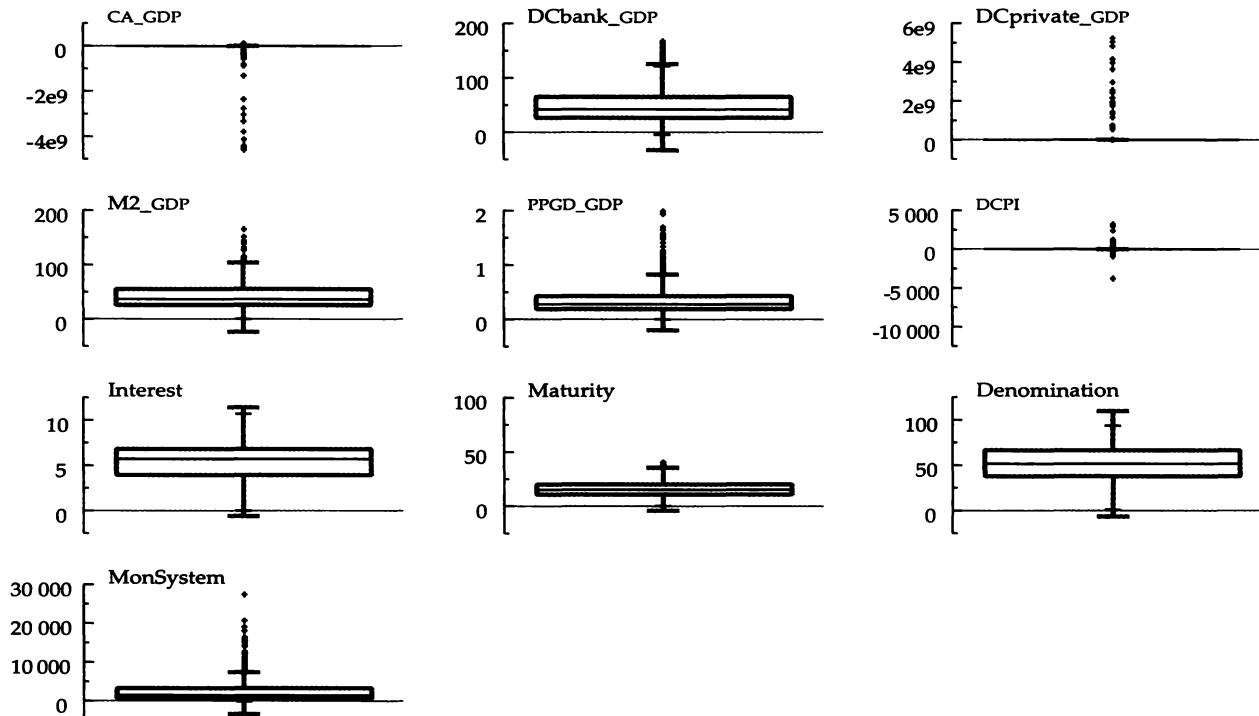 CA_GDP
0
-2e9
-4e9
DCbank_GDP
200
100
0
DCprivate_GDP
6e9
4e9
2e9
0
M2_GDP
200
100
0
PPGD_GDP
2
1
0
DCPI
5 000
0
-5 000
-10 000
Interest
10
5
0
Maturity
100
50
0
Denomination
100
50
0
MonSystem
30 000
20 000
10 000
0